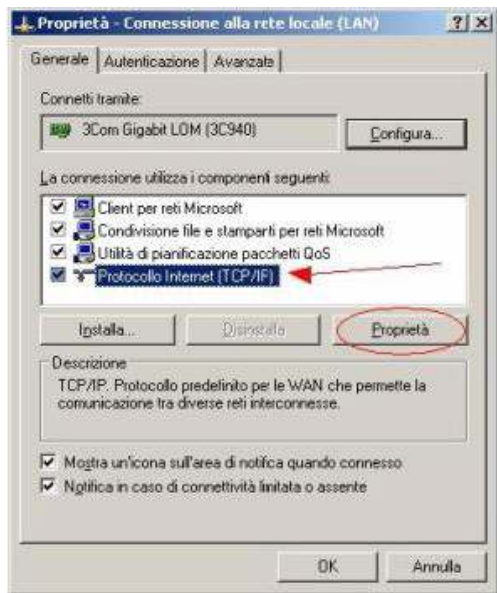 Proprietà - Connessione alla rete locale (LAN)
Generale
Autenticazione
Avanzate
Connetti tramite:
3Com Gigabit LOM (3C940)
Configura...
La connessione utilizza i componenti seguenti:
Client per reti Microsoft
Condivisione file e stampanti per reti Microsoft
Utilità di pianificazione pacchetti QoS
Protocollo Internet (TCP/IP)
Installa...
Disinstalla
Proprietà
Descrizione
TCP/IP. Protocollo predefinito per le WAN che permette la
comunicazione tra diverse reti interconnesse.
Mostra un'icona sull'area di notifica quando connesso
Notifica in caso di connettività limitata o assente
OK
Annulla